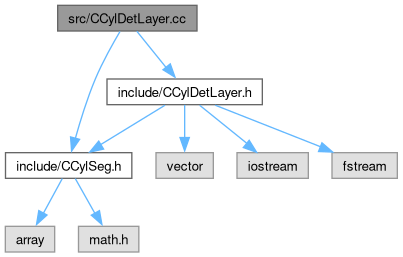 src/CCylDetLayer.cc
include/CCylDetLayer.h
include/CCylSeg.h
vector
iostream
fstream
array
math.h